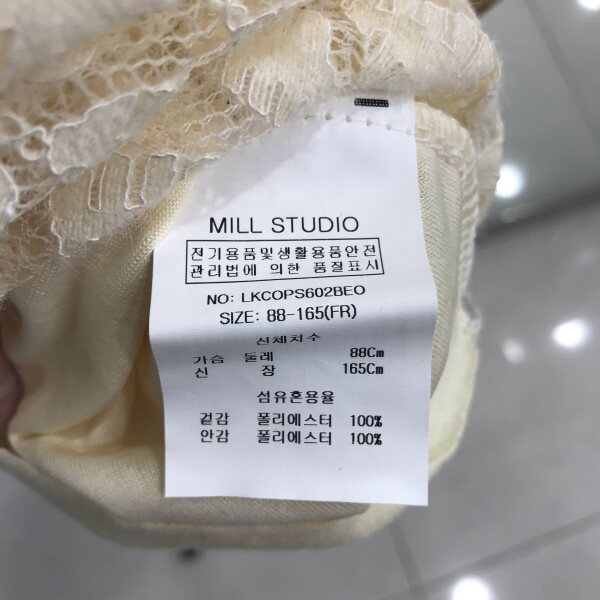 MILL STUDIO
전기용품및생활용품안전
관리법에 의한 품질표시
NO: LKCOPS602BEO
SIZE: 88-165(FR)
신체치수
가슴 둘레 88Cm
신 장 165Cm
섬유혼용율
겉감 폴리에스터 100%
안감 폴리에스터 100%